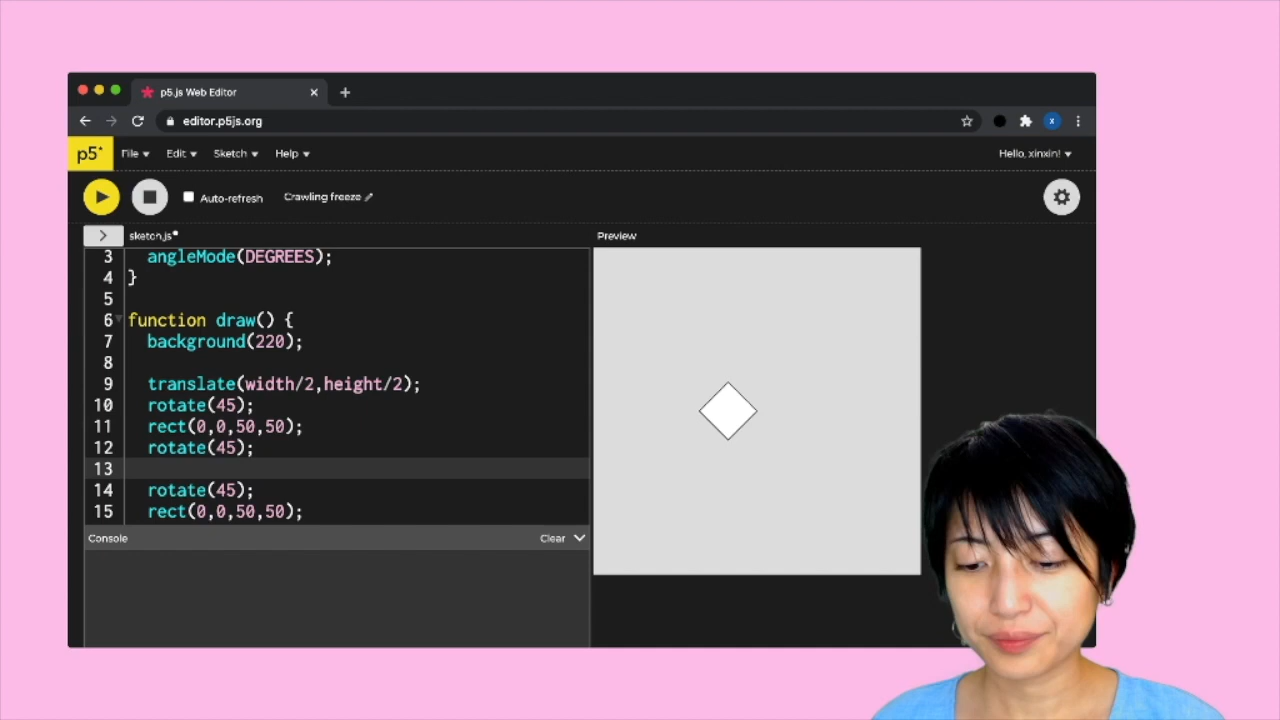 p5.js Web Editor
editor.p5js.org
x
p5* File Edit Sketch Help Hello, xinxin!
Auto-refresh Crawling freeze
sketch.js Preview
3 angleMode(DEGREES);
4 }
5
6 function draw() {
7 background(220);
8
9 translate(width/2,height/2);
10 rotate(45);
11 rect(0,0,50,50);
12 rotate(45);
13
14 rotate(45);
15 rect(0,0,50,50);
Console Clear